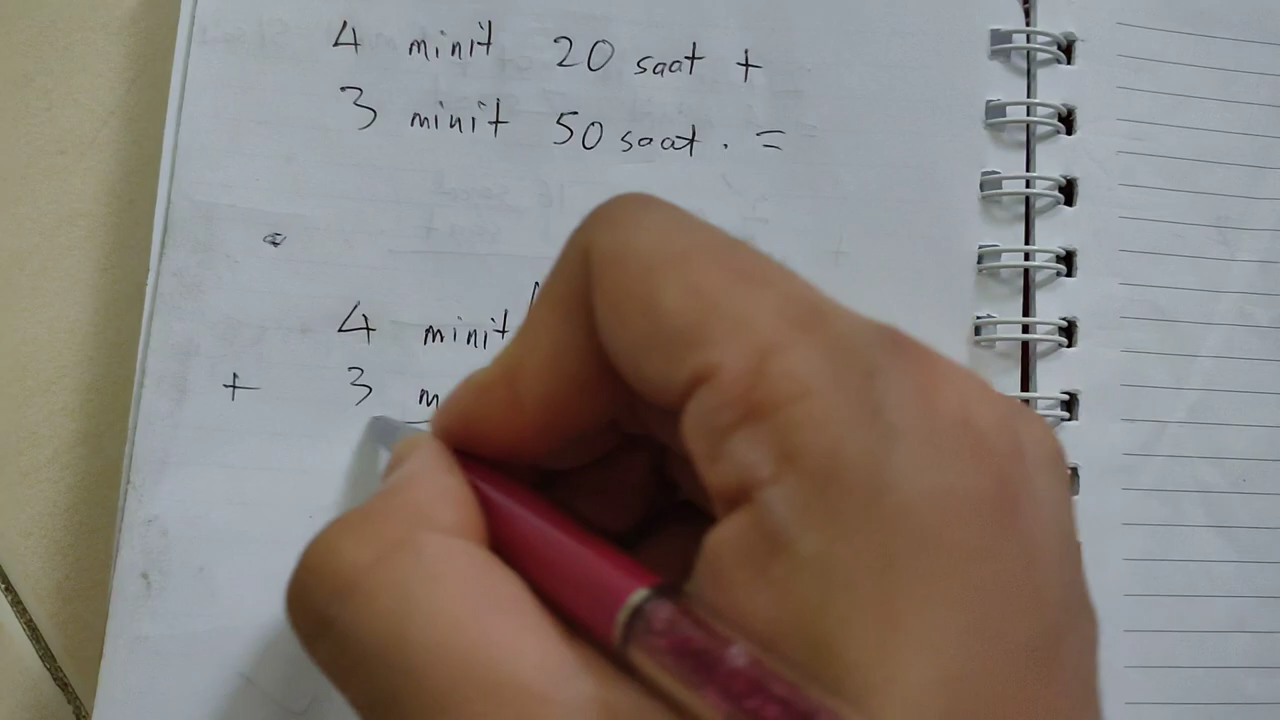 4 minit 20 saat +
3 minit 50 saat . =
4 minit
+ 3 m